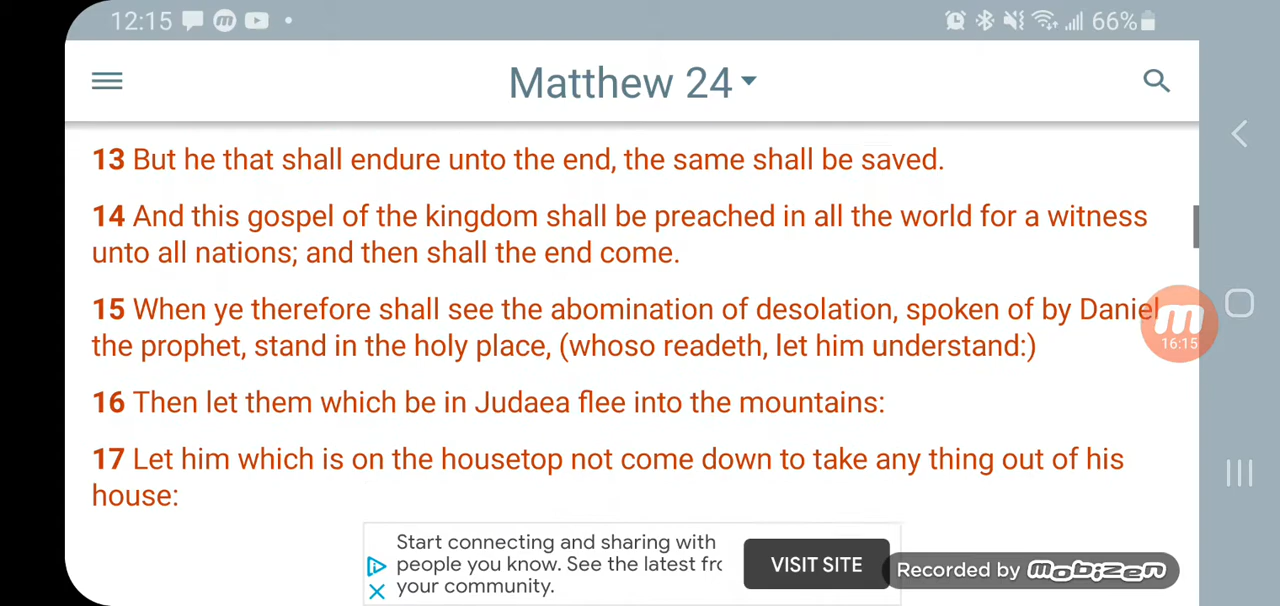 12:15 66%
Matthew 24
13 But he that shall endure unto the end, the same shall be saved.
14 And this gospel of the kingdom shall be preached in all the world for a witness
unto all nations; and then shall the end come.
15 When ye therefore shall see the abomination of desolation, spoken of by Daniel
the prophet, stand in the holy place, (whoso readeth, let him understand:)
16:15
16 Then let them which be in Judaea flee into the mountains:
17 Let him which is on the housetop not come down to take any thing out of his
house:
Start connecting and sharing with
people you know. See the latest fro
your community.
VISIT SITE
Recorded by mobizen